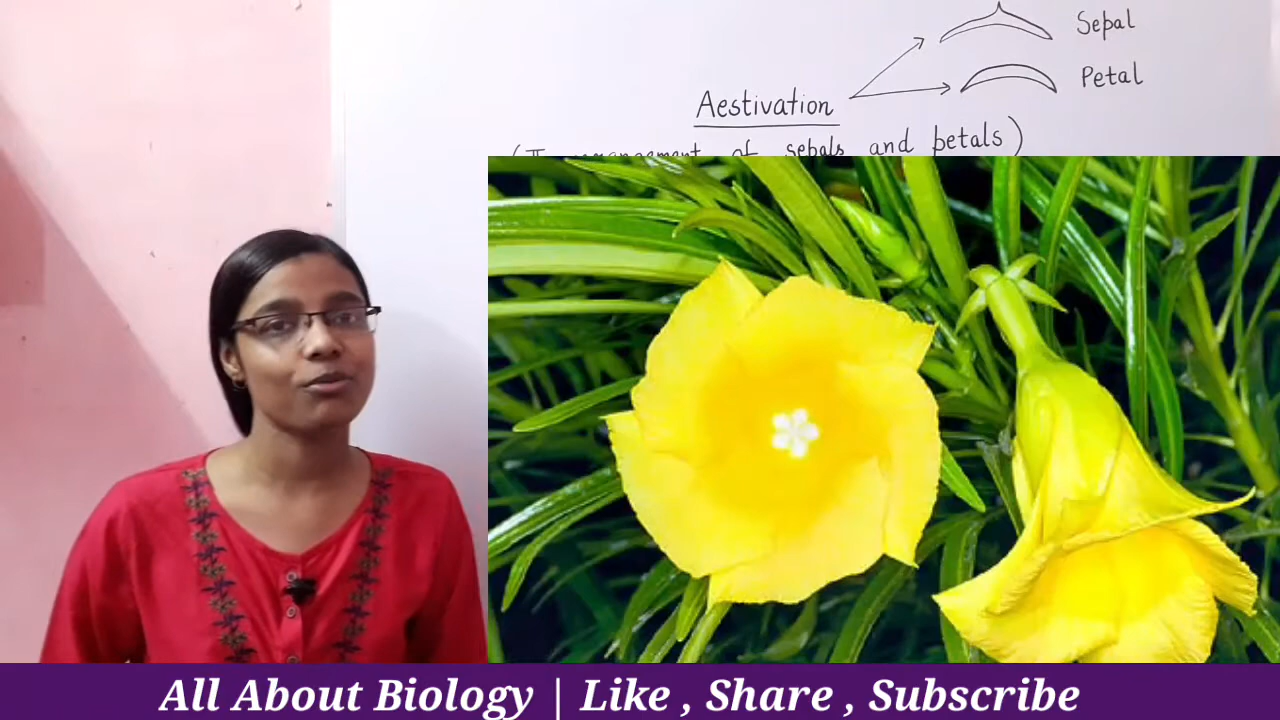 Sepal
Petal
Aestivation
of sepals and petals)
All About Biology | Like , Share , Subscribe